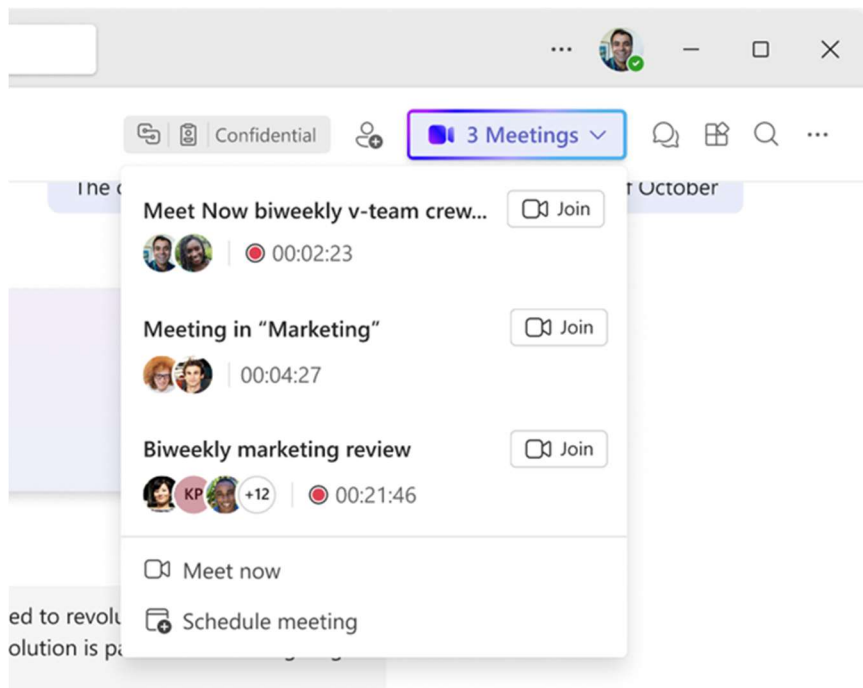 Confidential
3 Meetings
The
October
Meet Now biweekly v-team crew...
Join
00:02:23
Meeting in “Marketing”
Join
00:04:27
Biweekly marketing review
Join
KP
+12
00:21:46
Meet now
Schedule meeting
ed to revolu
olution is pa